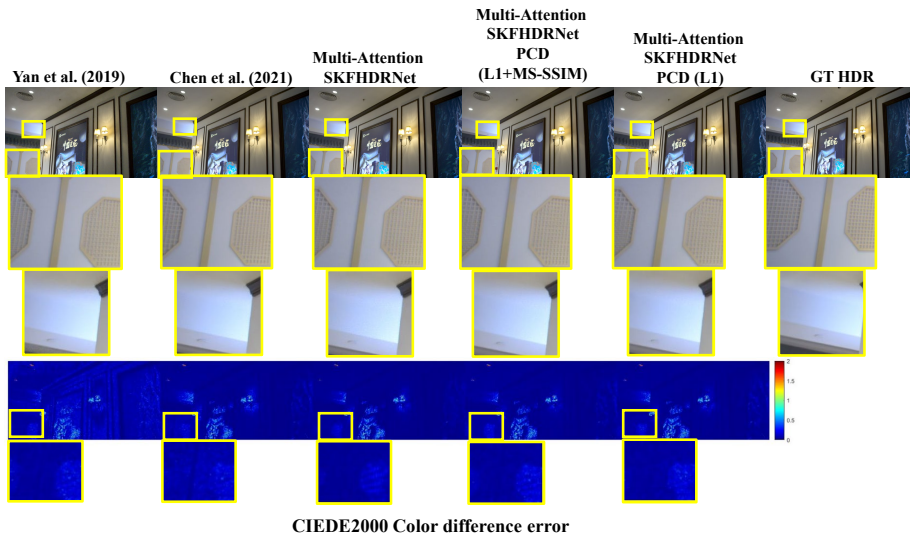 Yan et al. (2019)
Chen et al. (2021)
Multi-Attention
SKFHDRNet
Multi-Attention
SKFHDRNet
PCD
(L1+MS-SSIM)
Multi-Attention
SKFHDRNet
PCD (L1)
GT HDR
2
1.5
1
0.5
0
CIEDE2000 Color difference error